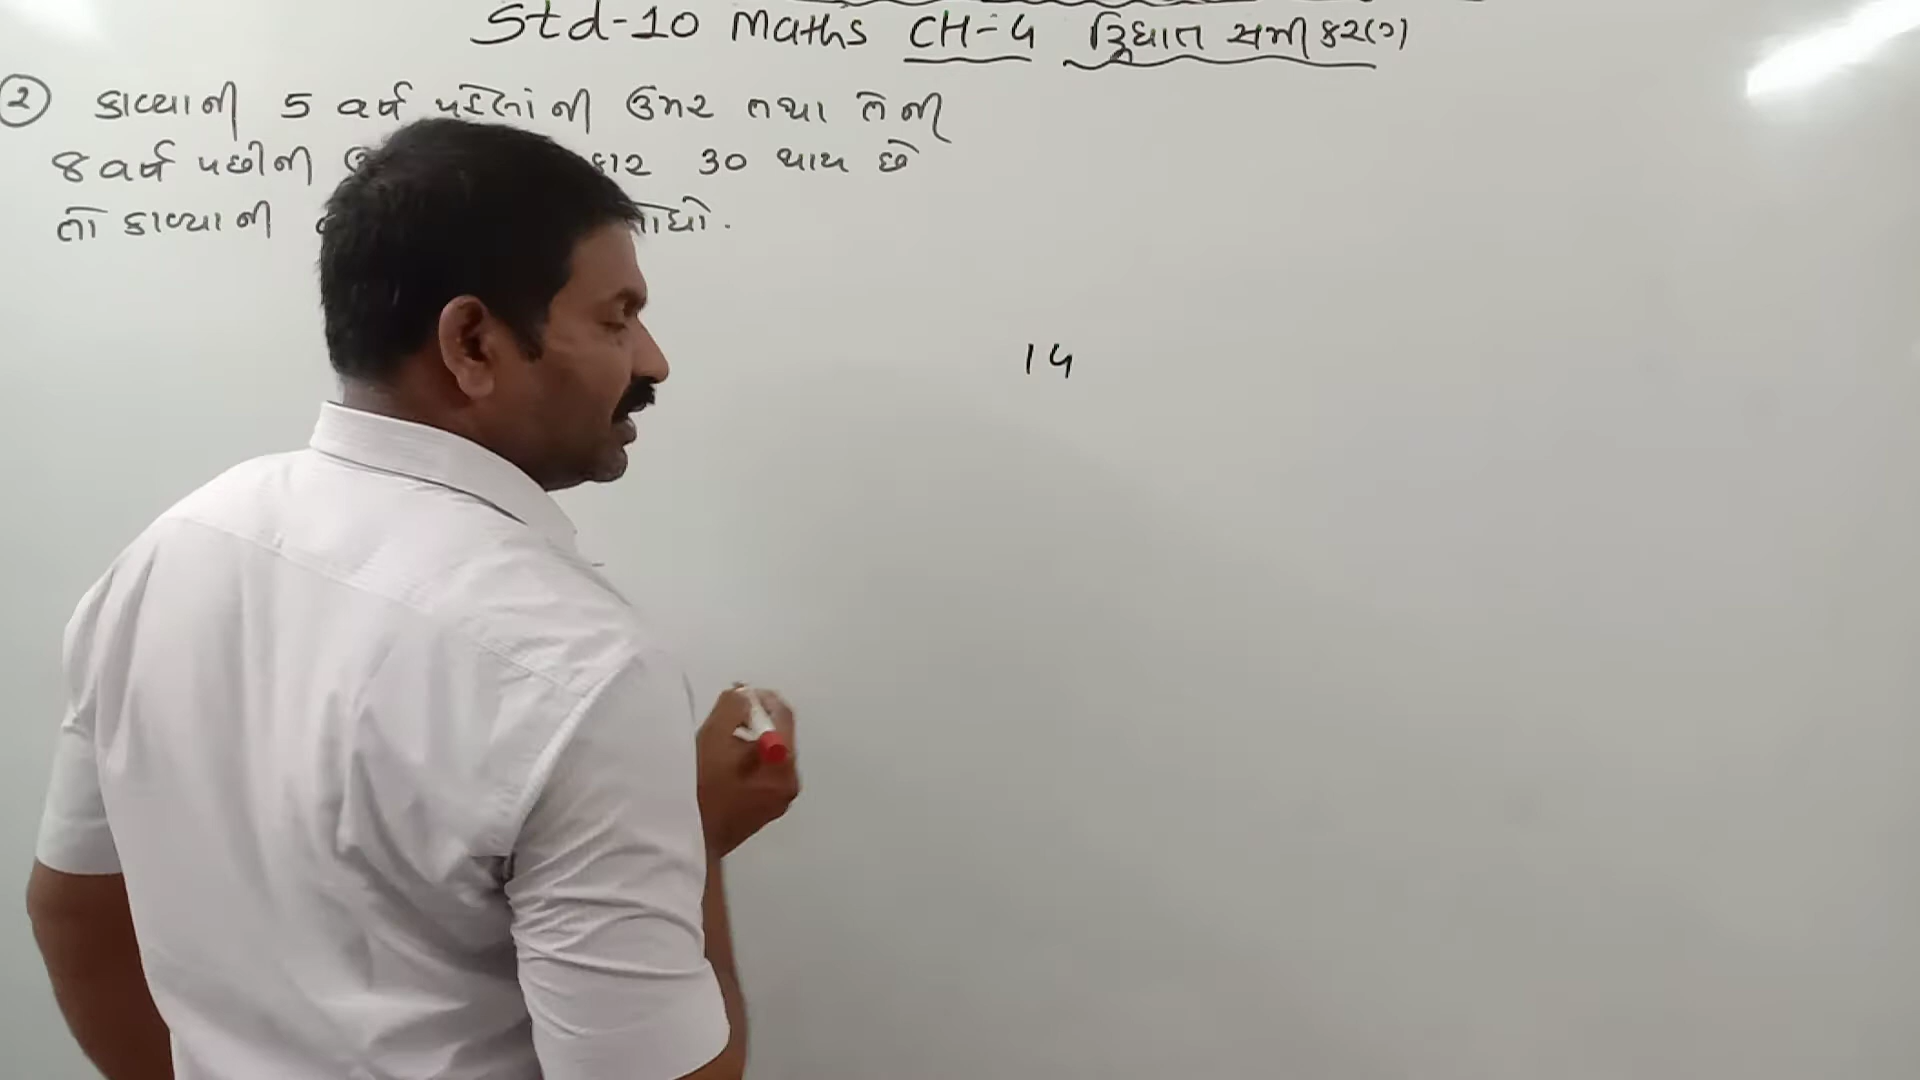 Std-10 Maths CH-4 દ્વિઘાત સમીકરણ
2 કાવ્યાની 5 વર્ષ પહેલાંની ઉંમર તથા તેની
8 વર્ષ પછીની 30 થાય છે
તો કાવ્યાની
14